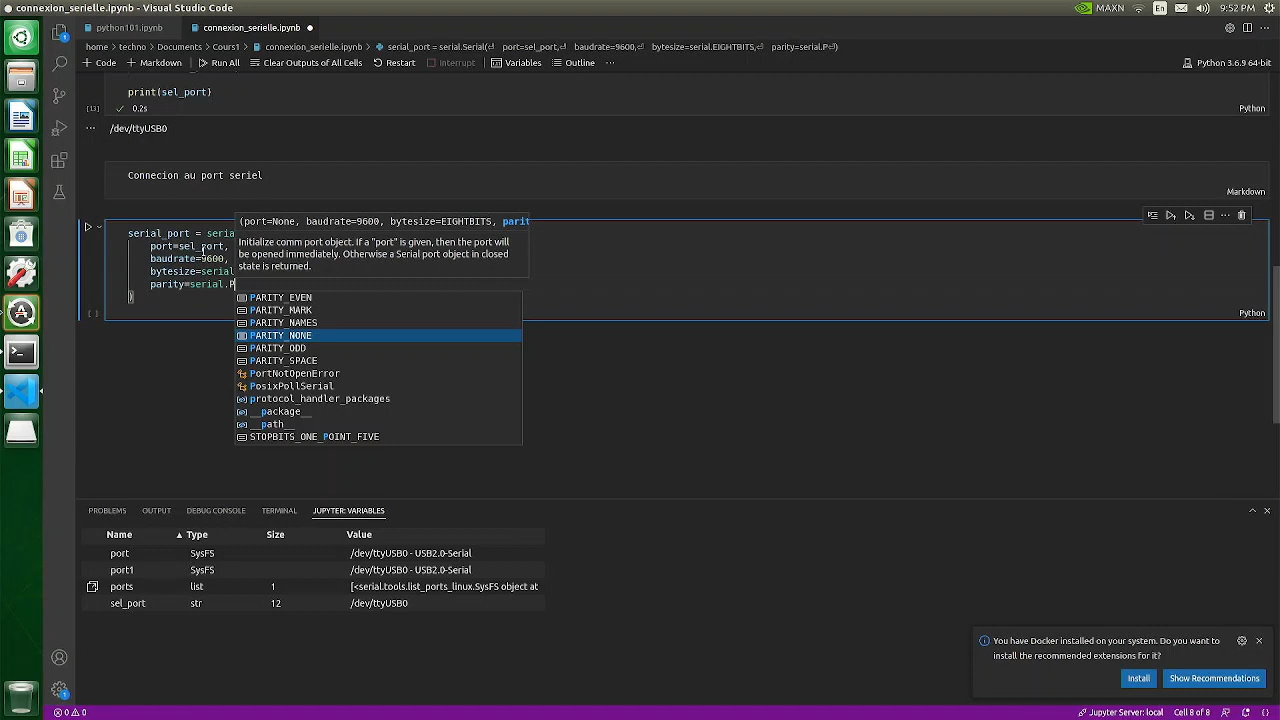 connexion_serielle.ipynb - Visual Studio Code
MAXN
En
9:52 PM
python101.ipynb
connexion_serielle.ipynb
home > techno > Documents > Cours1 > connexion_serielle.ipynb > serial_port = serial.Serial( port=sel_port, baudrate=9600, bytesize=serial.EIGHTBITS, parity=serial.P)
+ Code + Markdown Run All Clear Outputs of All Cells Restart Interrupt Variables Outline ...
Python 3.6.9 64-bit
print(sel_port)
[13] ✓ 0.2s
Python
... /dev/ttyUSB0
Connecion au port seriel
Markdown
serial_port = seria
(port=None, baudrate=9600, bytesize=EIGHTBITS, parit
port=sel_port,
Initialize comm port object. If a "port" is given, then the port will
baudrate=9600,
be opened immediately. Otherwise a Serial port object in closed
bytesize=serial
state is returned.
parity=serial.P
)
[ ]
Python
PARITY_EVEN
PARITY_MARK
PARITY_NAMES
PARITY_NONE
PARITY_ODD
PARITY_SPACE
PortNotOpenError
PosixPollSerial
protocol_handler_packages
__package__
__path__
STOPBITS_ONE_POINT_FIVE
PROBLEMS OUTPUT DEBUG CONSOLE TERMINAL JUPYTER: VARIABLES
Name Type Size Value
port SysFS /dev/ttyUSB0 - USB2.0-Serial
port1 SysFS /dev/ttyUSB0 - USB2.0-Serial
ports list 1 [<serial.tools.list_ports_linux.SysFS object at
sel_port str 12 /dev/ttyUSB0
You have Docker installed on your system. Do you want to
install the recommended extensions for it?
Install
Show Recommendations
0 0
Jupyter Server: local
Cell 8 of 8